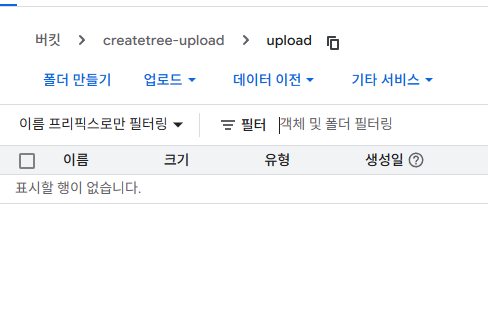 버킷 > createtree-upload > upload
폴더 만들기 업로드 데이터 이전 기타 서비스
이름 프리픽스로만 필터링 필터 객체 및 폴더 필터링
이름 크기 유형 생성일
표시할 행이 없습니다.